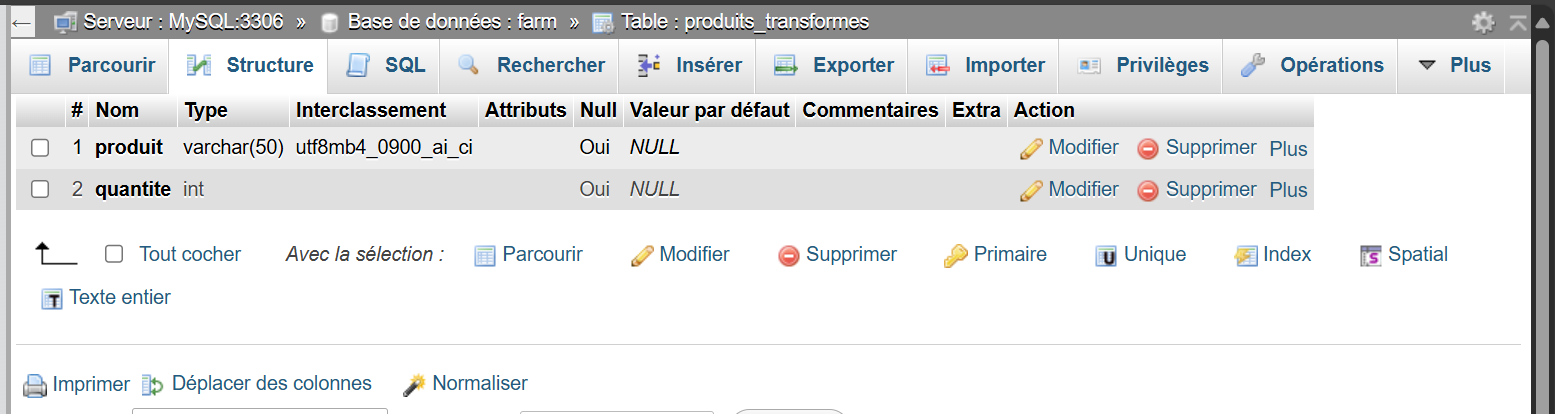 Serveur : MySQL:3306 » Base de données : farm » Table : produits_transformes
Parcourir Structure SQL Rechercher Insérer Exporter Importer Privilèges Opérations Plus
# Nom Type Interclassement Attributs Null Valeur par défaut Commentaires Extra Action
1 produit varchar(50) utf8mb4_0900_ai_ci Oui NULL Modifier Supprimer Plus
2 quantite int Oui NULL Modifier Supprimer Plus
Tout cocher Avec la sélection : Parcourir Modifier Supprimer Primaire Unique Index Spatial
Texte entier
Imprimer Déplacer des colonnes Normaliser